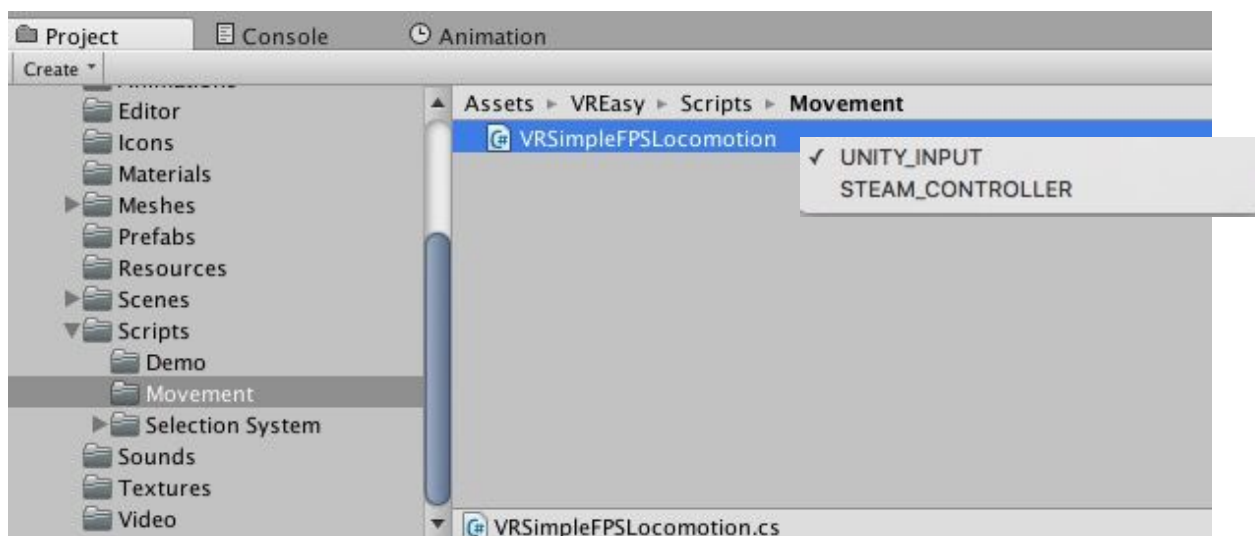 Project Console Animation
Create
Editor
Icons
Materials
Meshes
Prefabs
Resources
Scenes
Scripts
Demo
Movement
Selection System
Sounds
Textures
Video
Assets VREasy Scripts Movement
VRSimpleFPSLocomotion
UNITY_INPUT
STEAM_CONTROLLER
VRSimpleFPSLocomotion.cs